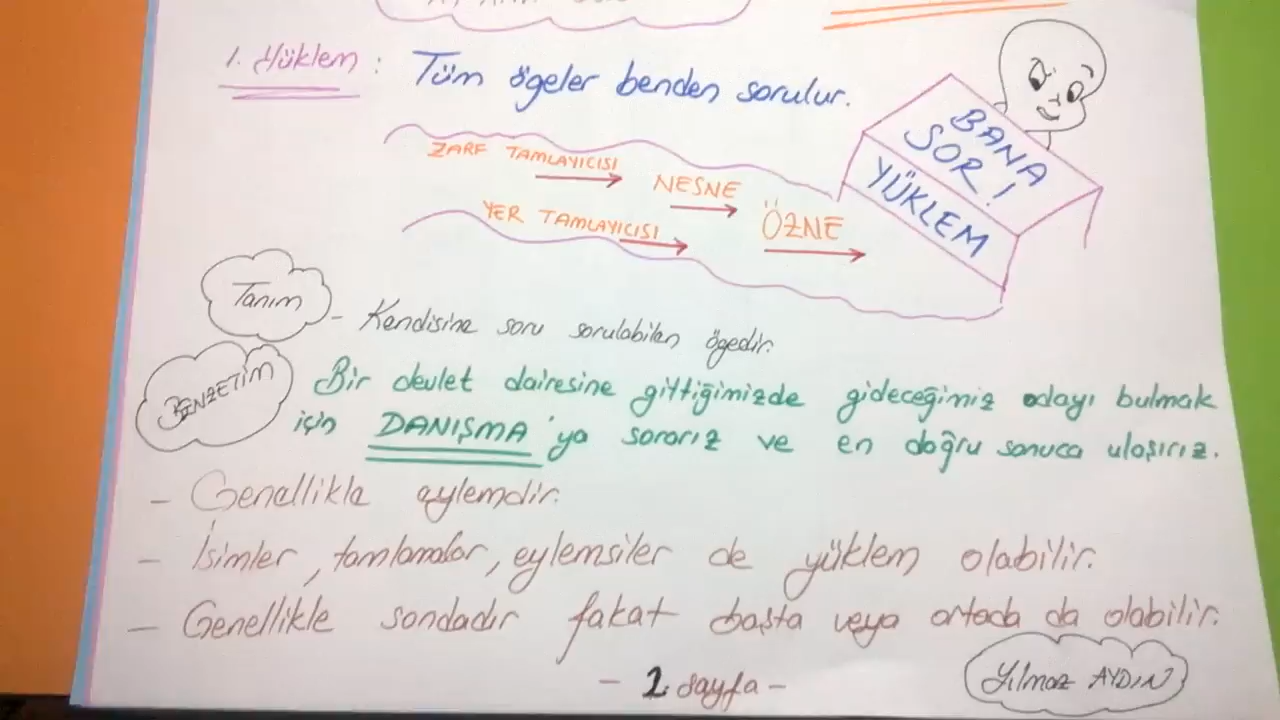 1. Yüklem : Tüm ögeler benden sorulur.
BANA
SOR!
YÜKLEM
ZARF TAMLAYICISI
NESNE
YER TAMLAYICISI
ÖZNE
Tanım
- Kendisine soru sorulabilen ögedir.
BENZETİM
Bir devlet dairesine gittiğimizde gideceğimiz odayı bulmak
için DANIŞMA'ya sorarız ve en doğru sonuca ulaşırız.
- Genellikle eylemdir.
- İsimler, tamlamalar, eylemsiler de yüklem olabilir.
- Genellikle sondadır fakat başta veya ortada da olabilir.
- 1. sayfa -
Yılmaz AYDIN